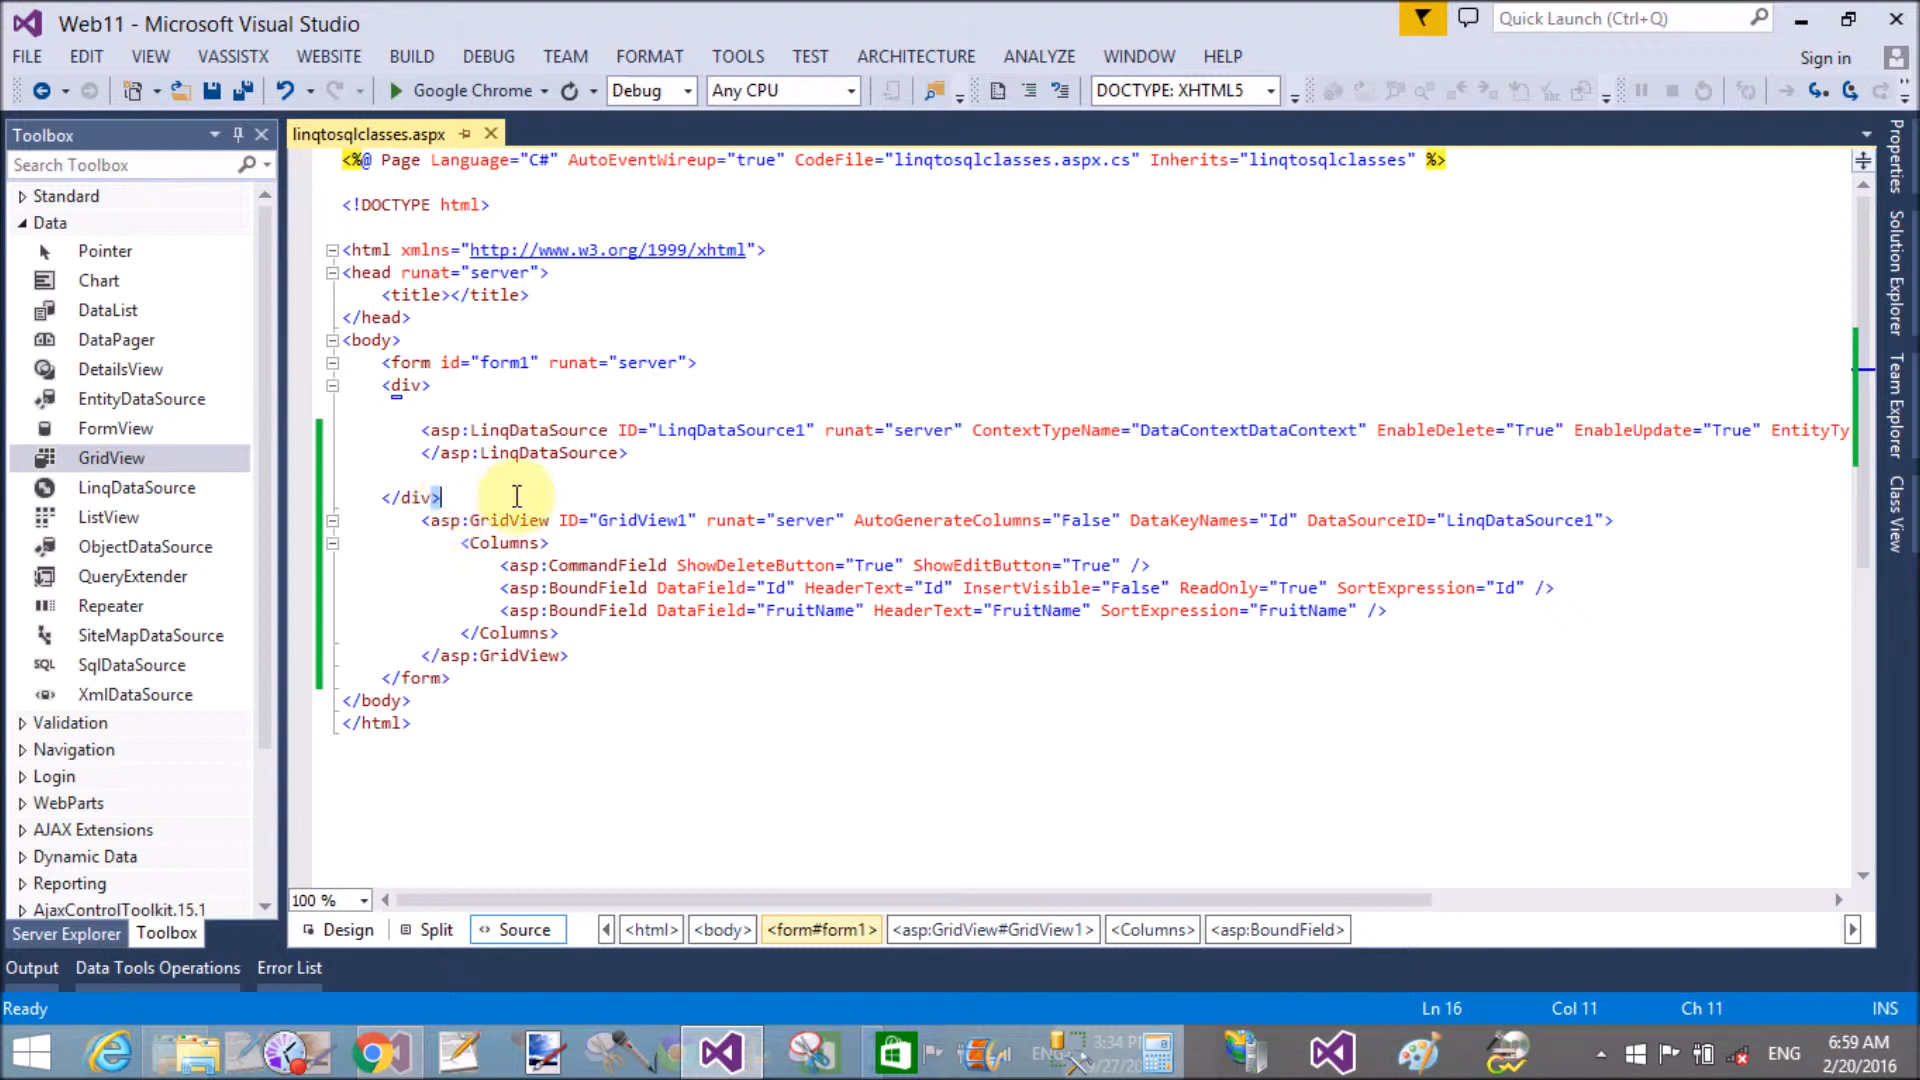 Web11 - Microsoft Visual Studio
Quick Launch (Ctrl+Q)
FILE EDIT VIEW VASSISTX WEBSITE BUILD DEBUG TEAM FORMAT TOOLS TEST ARCHITECTURE ANALYZE WINDOW HELP
Sign in
Google Chrome Debug Any CPU DOCTYPE: XHTML5
Toolbox
Search Toolbox
Standard
Data
Pointer
Chart
DataList
DataPager
DetailsView
EntityDataSource
FormView
GridView
LinqDataSource
ListView
ObjectDataSource
QueryExtender
Repeater
SiteMapDataSource
SQL SqlDataSource
XmlDataSource
Validation
Navigation
Login
WebParts
AJAX Extensions
Dynamic Data
Reporting
AjaxControlToolkit.15.1
Server Explorer Toolbox
linqtosqlclasses.aspx
<%@ Page Language="C#" AutoEventWireup="true" CodeFile="linqtosqlclasses.aspx.cs" Inherits="linqtosqlclasses" %>
<!DOCTYPE html>
<html xmlns="http://www.w3.org/1999/xhtml">
<head runat="server">
<title></title>
</head>
<body>
<form id="form1" runat="server">
<div>
<asp:LinqDataSource ID="LinqDataSource1" runat="server" ContextTypeName="DataContextDataContext" EnableDelete="True" EnableUpdate="True" EntityTy
</asp:LinqDataSource>
</div>
<asp:GridView ID="GridView1" runat="server" AutoGenerateColumns="False" DataKeyNames="Id" DataSourceID="LinqDataSource1">
<Columns>
<asp:CommandField ShowDeleteButton="True" ShowEditButton="True" />
<asp:BoundField DataField="Id" HeaderText="Id" InsertVisible="False" ReadOnly="True" SortExpression="Id" />
<asp:BoundField DataField="FruitName" HeaderText="FruitName" SortExpression="FruitName" />
</Columns>
</asp:GridView>
</form>
</body>
</html>
100 %
Design Split Source <html> <body> <form#form1> <asp:GridView#GridView1> <Columns> <asp:BoundField>
Properties
Solution Explorer
Team Explorer
Class View
Output Data Tools Operations Error List
Ready Ln 16 Col 11 Ch 11 INS
ENG 6:59 AM
2/20/2016